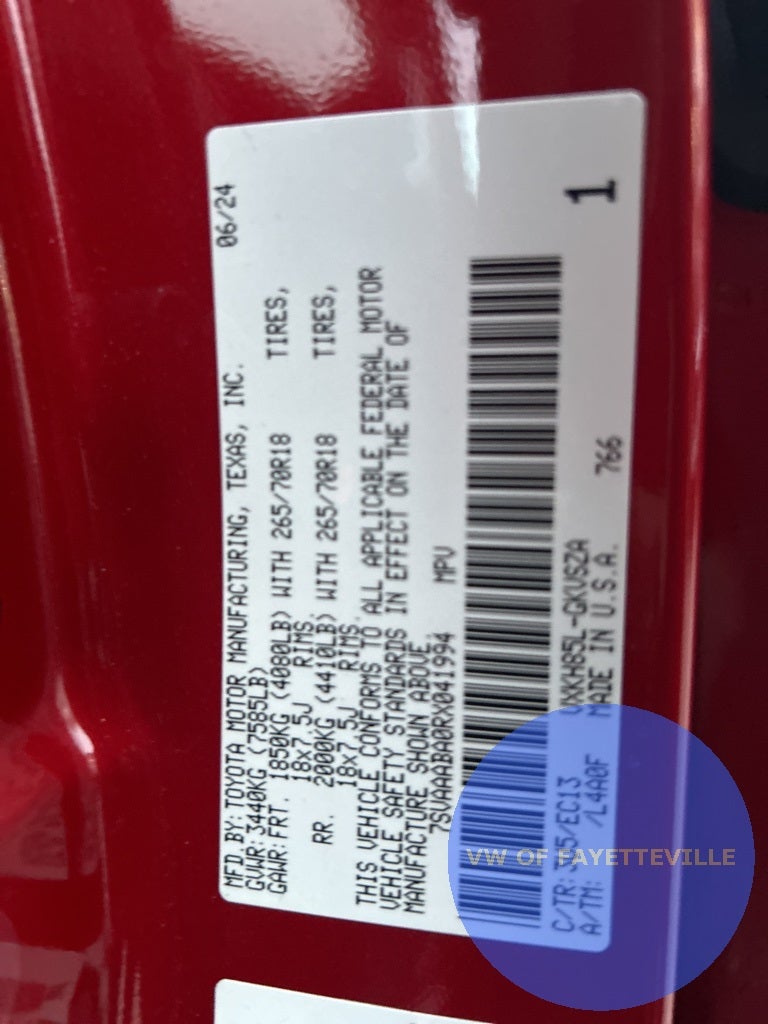 MFD.BY: TOYOTA MOTOR MANUFACTURING, TEXAS, INC. 06/24
GVWR: 3440KG (7585LB)
GAWR: FRT. 1850KG (4080LB) WITH 265/70R18 TIRES,
18x7.5J RIMS.
RR. 2000KG (4410LB) WITH 265/70R18 TIRES,
18x7.5J RIMS.
THIS VEHICLE CONFORMS TO ALL APPLICABLE FEDERAL MOTOR
VEHICLE SAFETY STANDARDS IN EFFECT ON THE DATE OF
MANUFACTURE SHOWN ABOVE.
7SVAAABA0RX041994 MPV
C/TR: /EC13 -GKVSZA
A/TM: /L4A0F MADE IN U.S.A. 766
1
VW OF FAYETTEVILLE